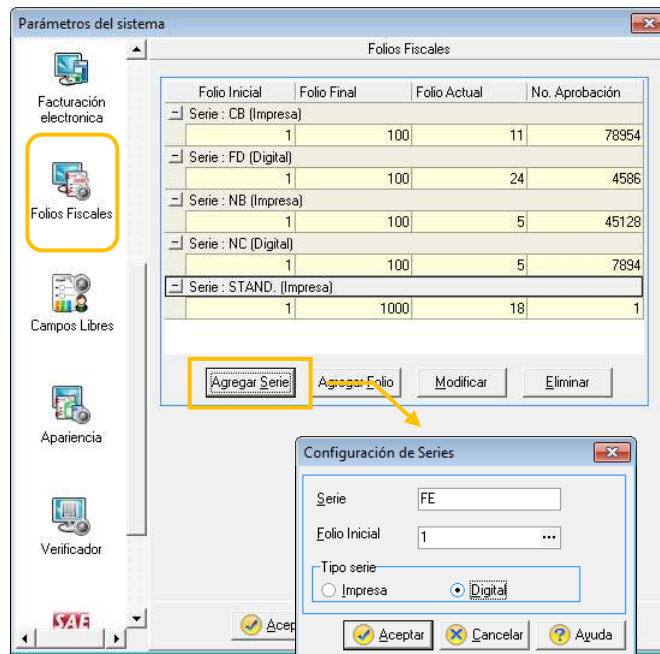 Parámetros del sistema
Folios Fiscales
Facturación
electronica
Folios Fiscales
Campos Libres
Apariencia
Verificador
SAE
Folio Inicial Folio Final Folio Actual No. Aprobación
Serie : CB (Impresa)
1 100 11 78954
Serie : FD (Digital)
1 100 24 4586
Serie : NB (Impresa)
1 100 5 45128
Serie : NC (Digital)
1 100 5 7894
Serie : STAND. (Impresa)
1 1000 18 1
Agregar Serie Agregar Folio Modificar Eliminar
Configuración de Series
Serie FE
Folio Inicial 1 ...
Tipo serie
Impresa Digital
Aceptar Cancelar Ayuda